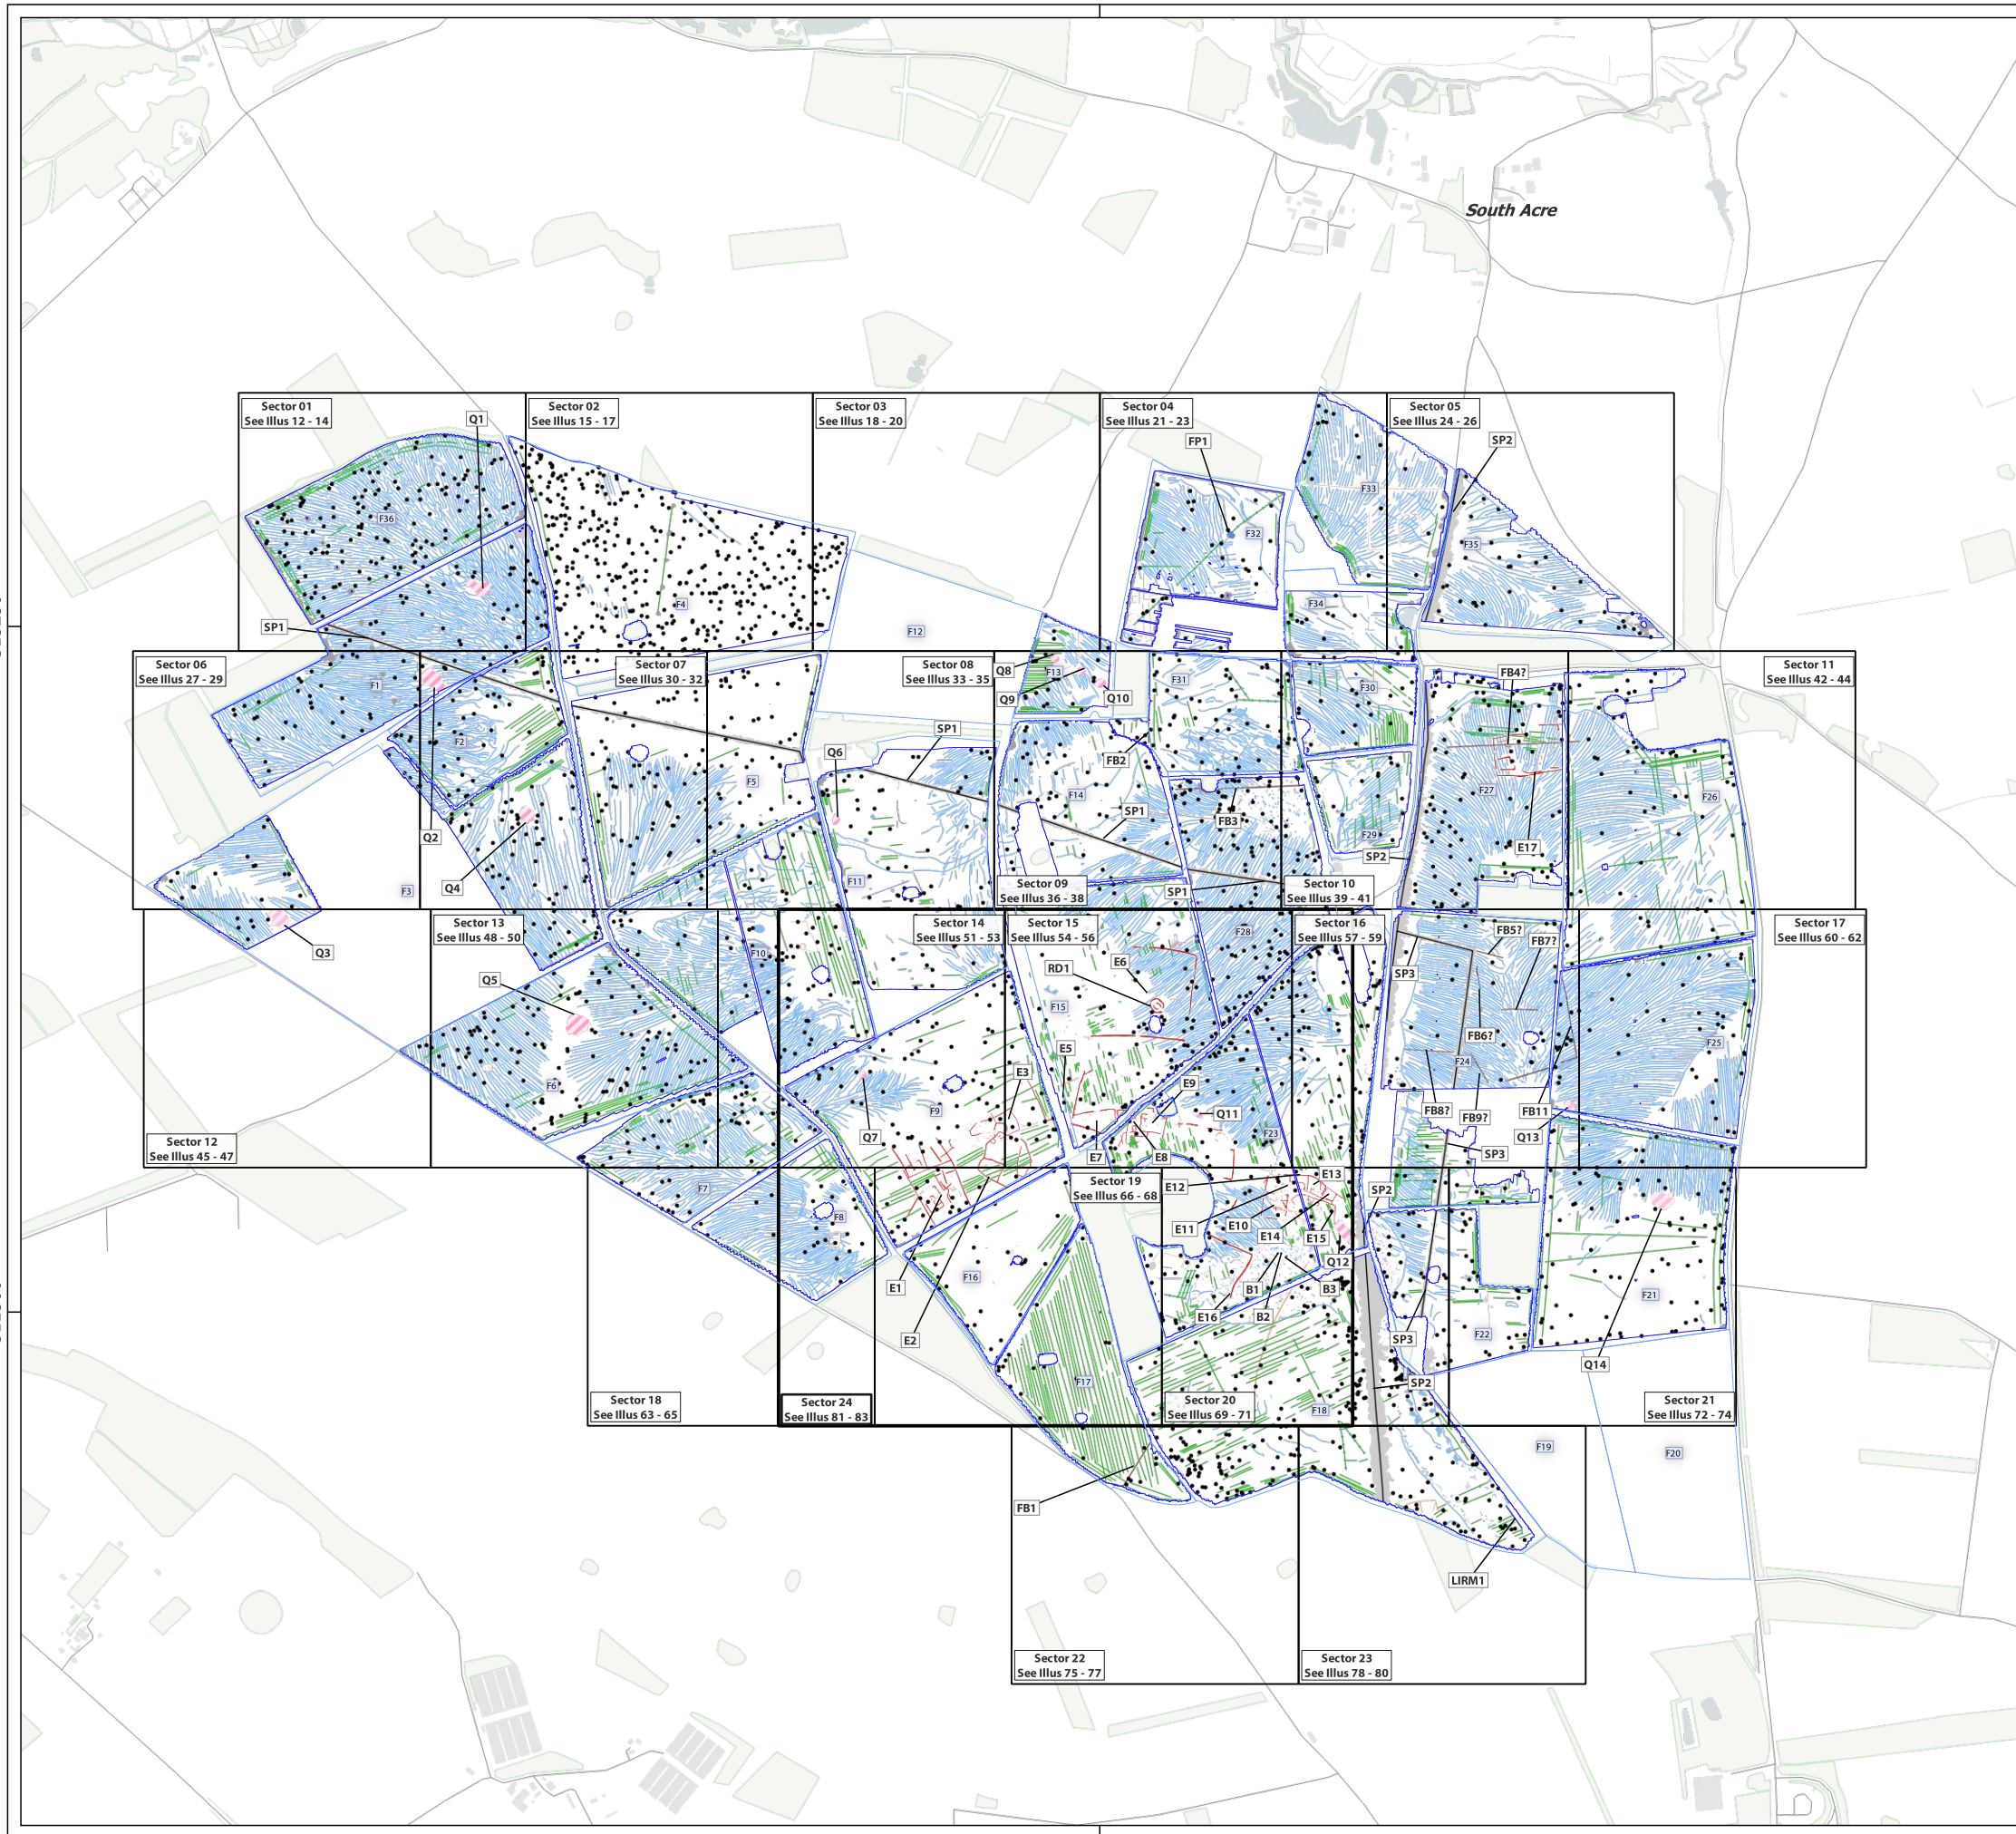 South Acre
Sector 01
See Illus 12 - 14
Q1
Sector 02
See Illus 15 - 17
Sector 03
See Illus 18 - 20
Sector 04
See Illus 21 - 23
FP1
Sector 05
See Illus 24 - 26
SP2
F36
F33
F32
F35
F4
F34
F12
SP1
Sector 06
See Illus 27 - 29
Sector 07
See Illus 30 - 32
Sector 08
See Illus 33 - 35
Q8
F13
Q9
Q10
F31
F30
FB4?
Sector 11
See Illus 42 - 44
F1
F2
SP1
Q6
FB2
F5
F14
SP1
FB3
F27
F26
F29
Q2
Q4
E17
SP2
F3
F11
Sector 09
See Illus 36 - 38
SP1
Sector 10
See Illus 39 - 41
Q3
Sector 13
See Illus 48 - 50
Sector 14
See Illus 51 - 53
Sector 15
See Illus 54 - 56
F28
Sector 16
See Illus 57 - 59
FB5?
FB7?
Sector 17
See Illus 60 - 62
F10
E6
RD1
SP3
Q5
F15
FB6?
E5
F25
F24
F6
E3
E9
F9
Q11
FB8?
FB9?
FB11
Q7
F23
Q13
Sector 12
See Illus 45 - 47
E7
E8
SP3
E13
F7
Sector 19
See Illus 66 - 68
E12
SP2
F8
E11
E10
E14
E15
Q12
F16
E1
B1
B3
F21
E16
B2
E2
SP3
F22
Q14
F17
SP2
Sector 18
See Illus 63 - 65
Sector 24
See Illus 81 - 83
Sector 20
See Illus 69 - 71
F18
Sector 21
See Illus 72 - 74
F19
F20
FB1
LIRM1
Sector 22
See Illus 75 - 77
Sector 23
See Illus 78 - 80